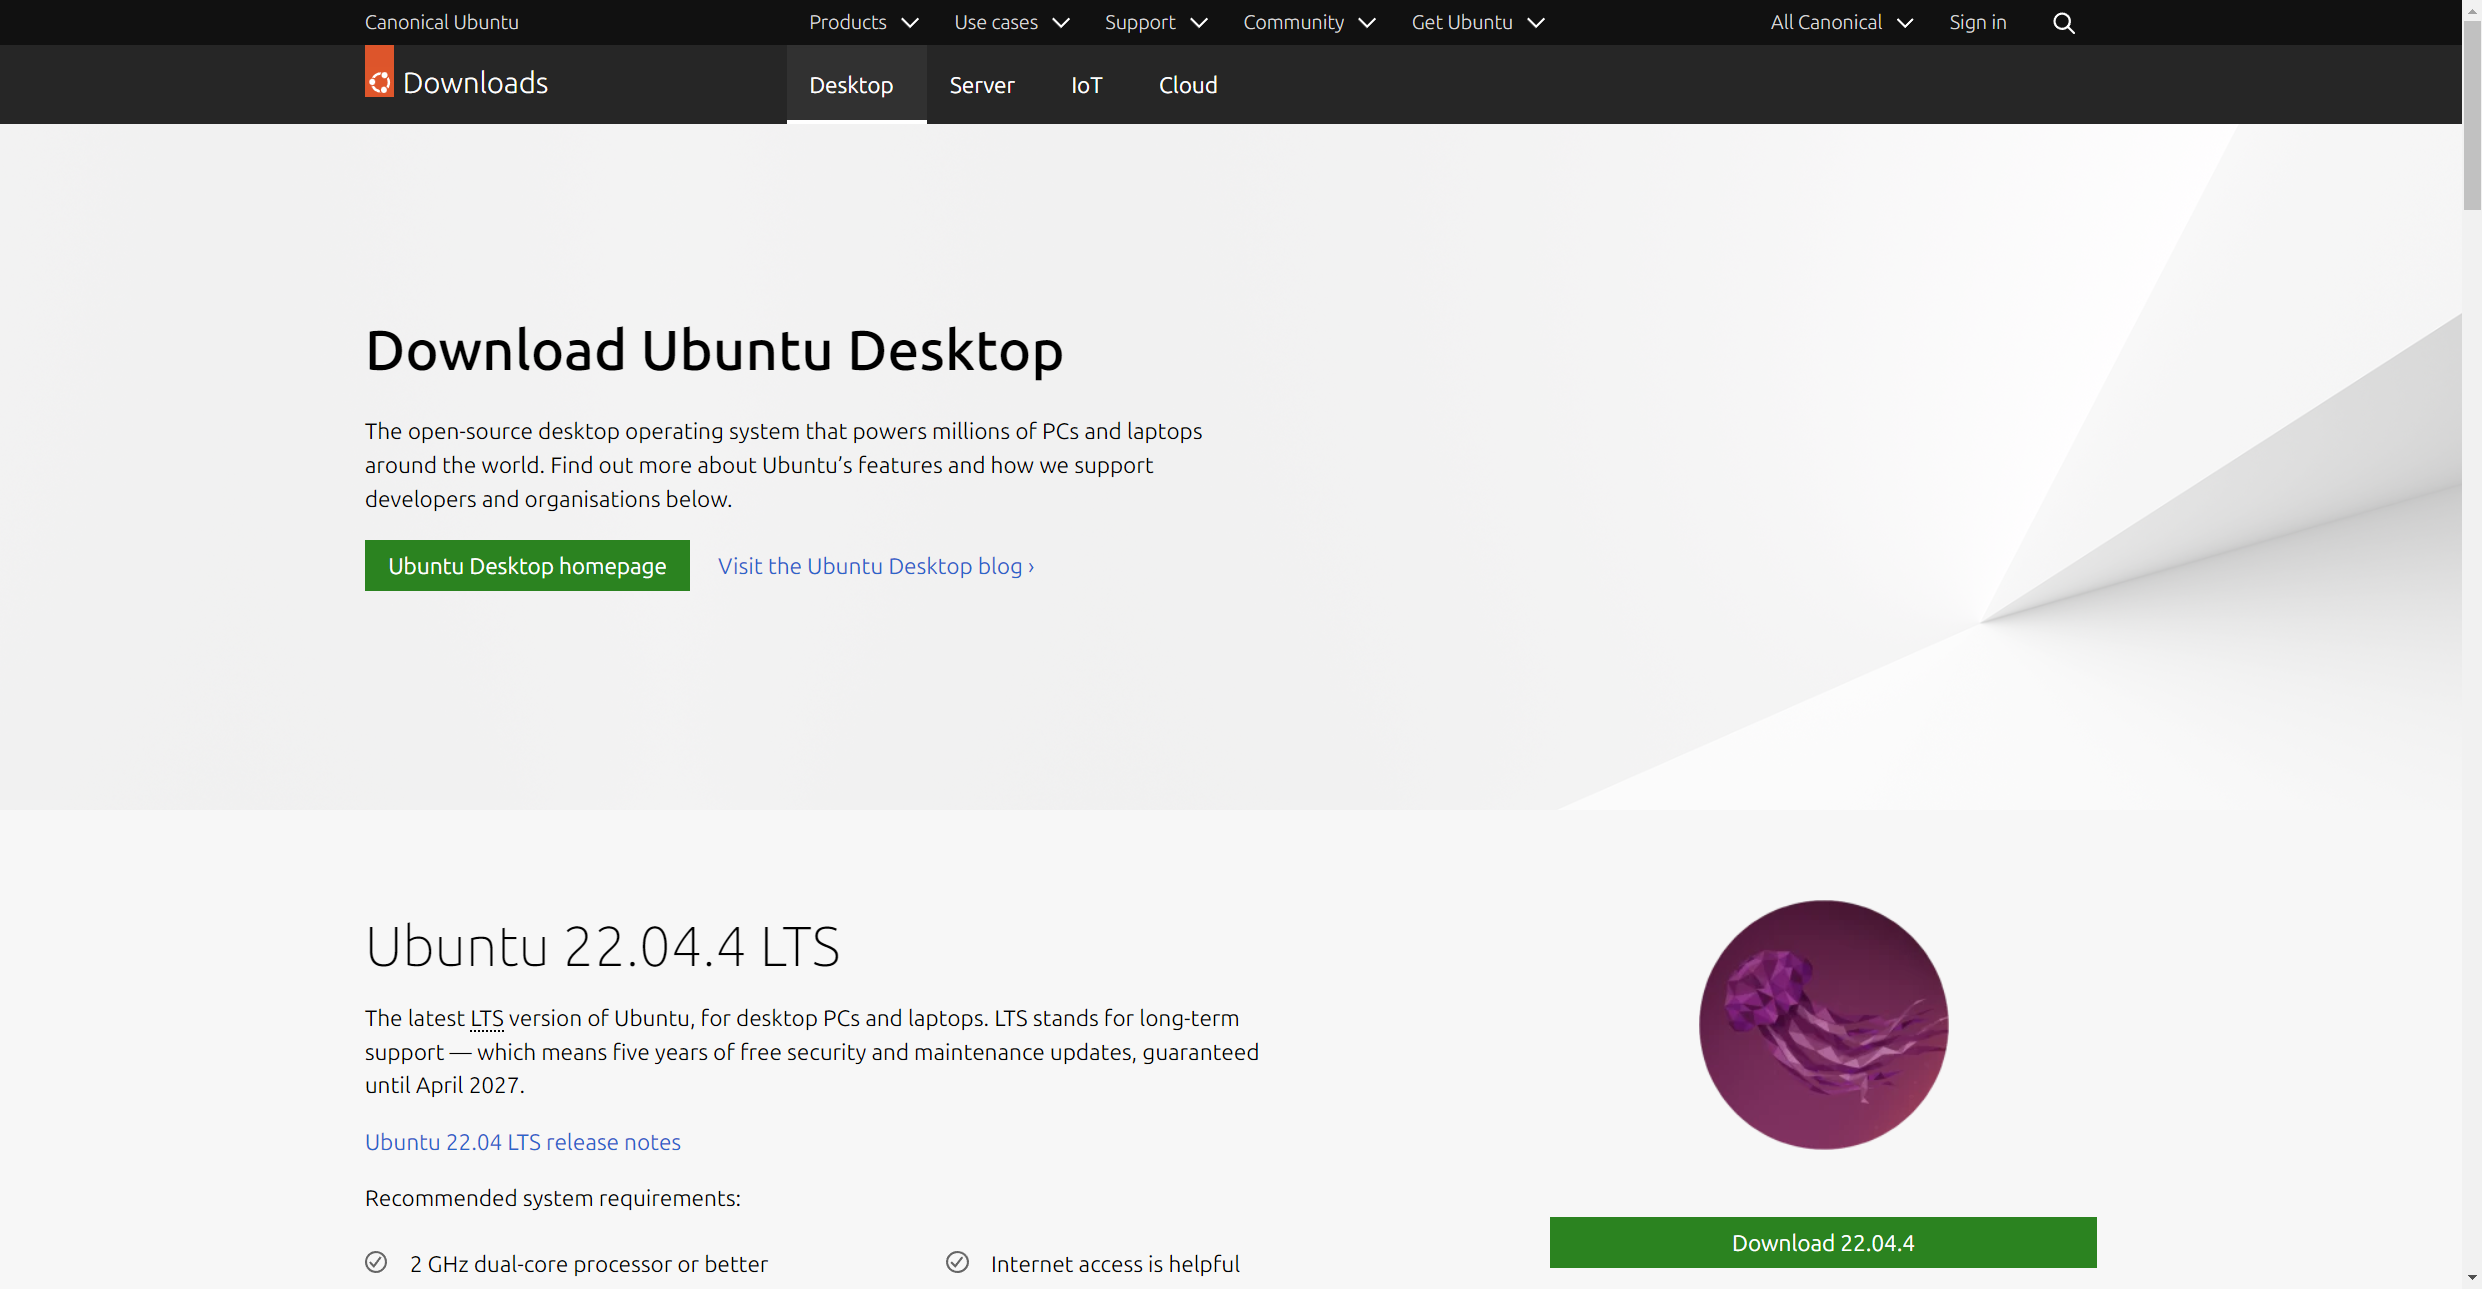 Canonical Ubuntu Products Use cases Support Community Get Ubuntu All Canonical Sign in
Downloads Desktop Server IoT Cloud
Download Ubuntu Desktop
The open-source desktop operating system that powers millions of PCs and laptops
around the world. Find out more about Ubuntu’s features and how we support
developers and organisations below.
Ubuntu Desktop homepage Visit the Ubuntu Desktop blog ›
Ubuntu 22.04.4 LTS
The latest LTS version of Ubuntu, for desktop PCs and laptops. LTS stands for long-term
support — which means five years of free security and maintenance updates, guaranteed
until April 2027.
Ubuntu 22.04 LTS release notes
Recommended system requirements:
2 GHz dual-core processor or better
Internet access is helpful
Download 22.04.4